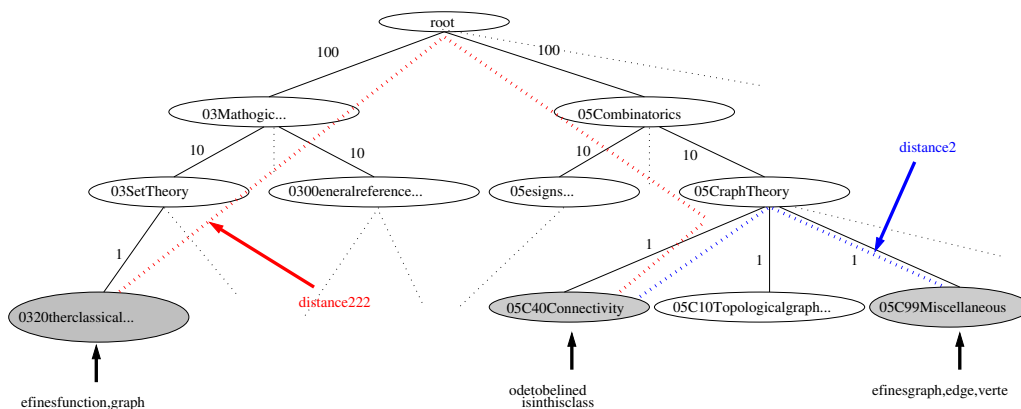 root
100
100
03Mathogic...
05Combinatorics
10
10
10
10
distance2
03SetTheory
0300eneralreference...
05esigns...
05CraphTheory
1
1
1
1
distance222
0320therclassical...
05C40Connectivity
05C10Topologicalgraph...
05C99Miscellaneous
efinesfunction,graph
odetobelined
isinthisclass
efinesgraph,edge,verte